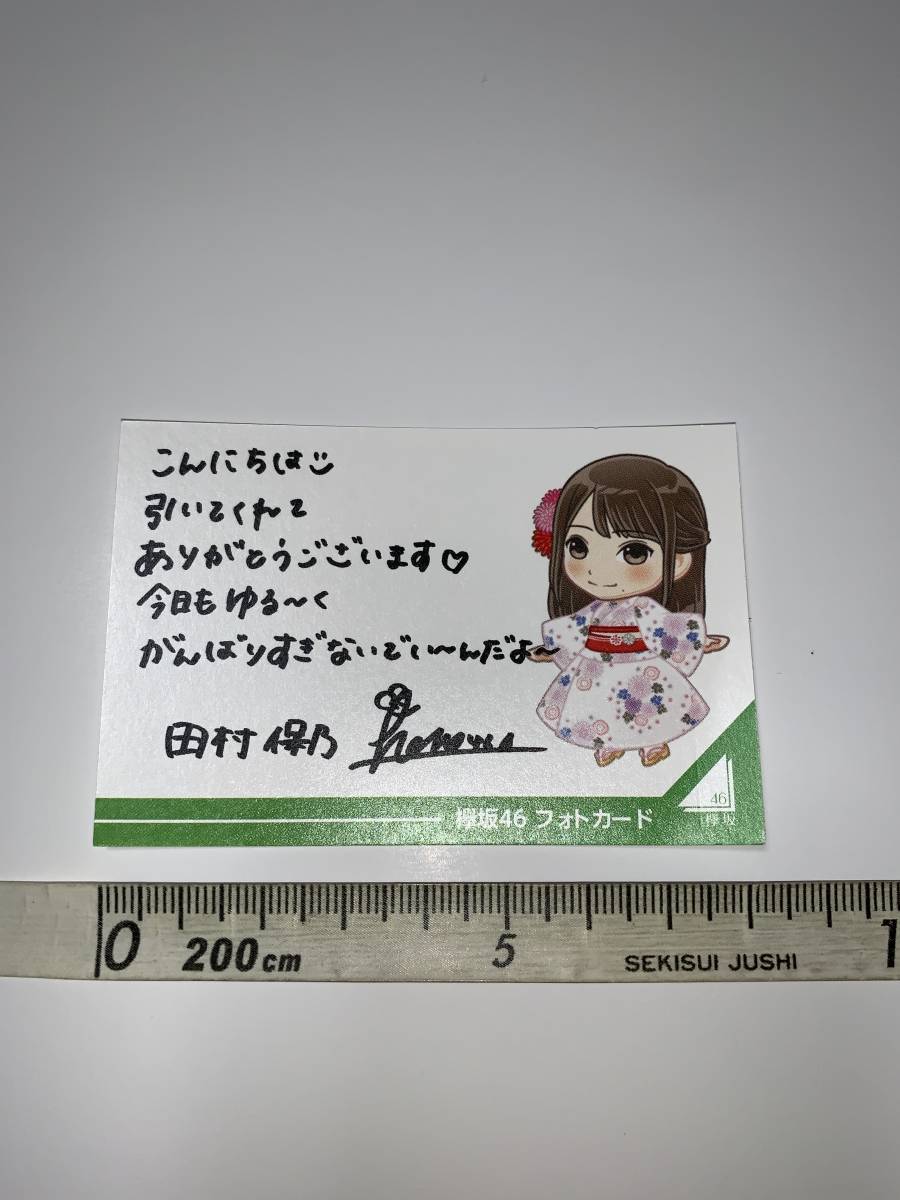 こんにちは
引いてくれて
ありがとうございます♡
今日もゆる〜く
がんばりすぎないでい〜んだよ〜
田村保乃
欅坂46 フォトカード
46
欅坂
0 200cm 5 SEKISUI JUSHI 1